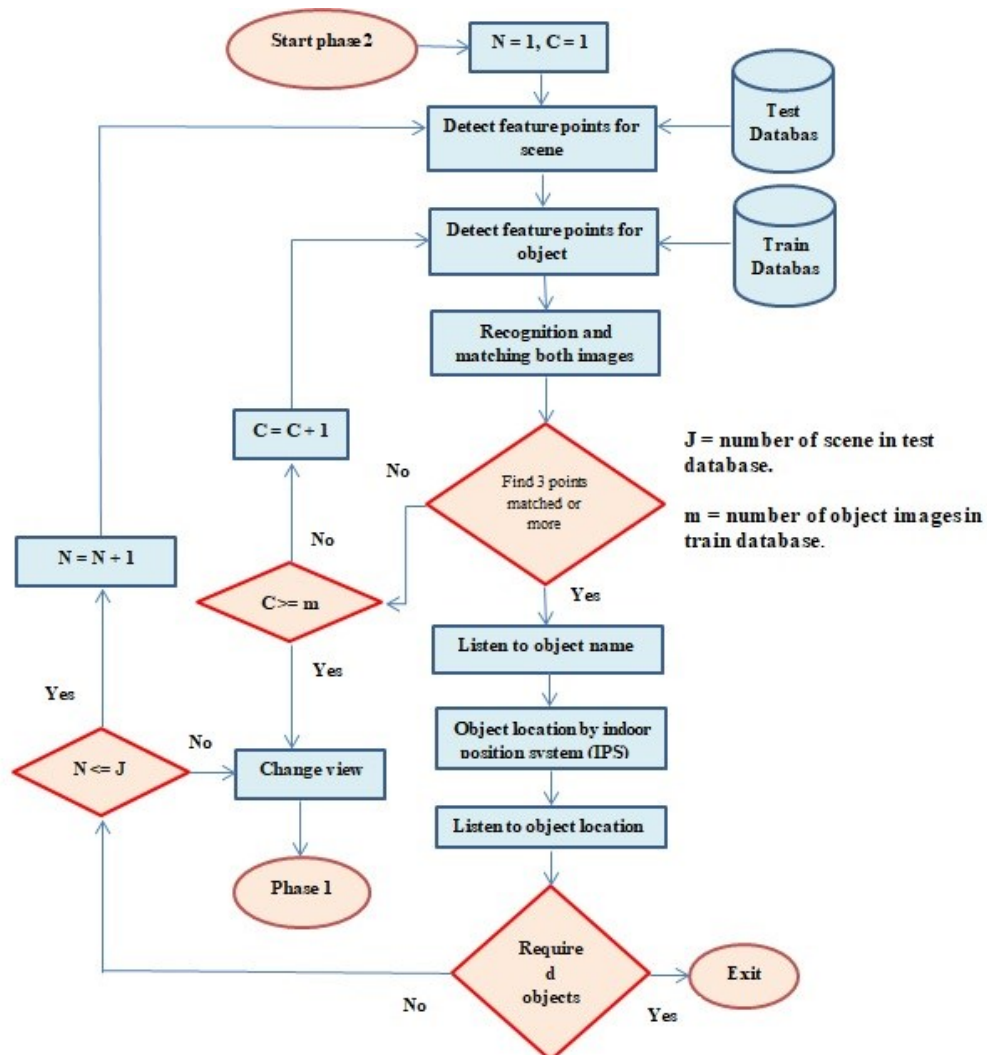 Start phase 2
N = 1, C = 1
Detect feature points for
scene
Test
Databas
Detect feature points for
object
Train
Databas
Recognition and
matching both images
C = C + 1
J = number of scene in test
database.
m = number of object images in
train database.
No
Find 3 points
matched or
more
N = N + 1
No
C>= m
Yes
Listen to object name
Yes
Yes
Object location by indoor
position system (IPS)
N <= J
No
Change view
Listen to object location
Phase 1
Require
d
objects
Exit
No
Yes